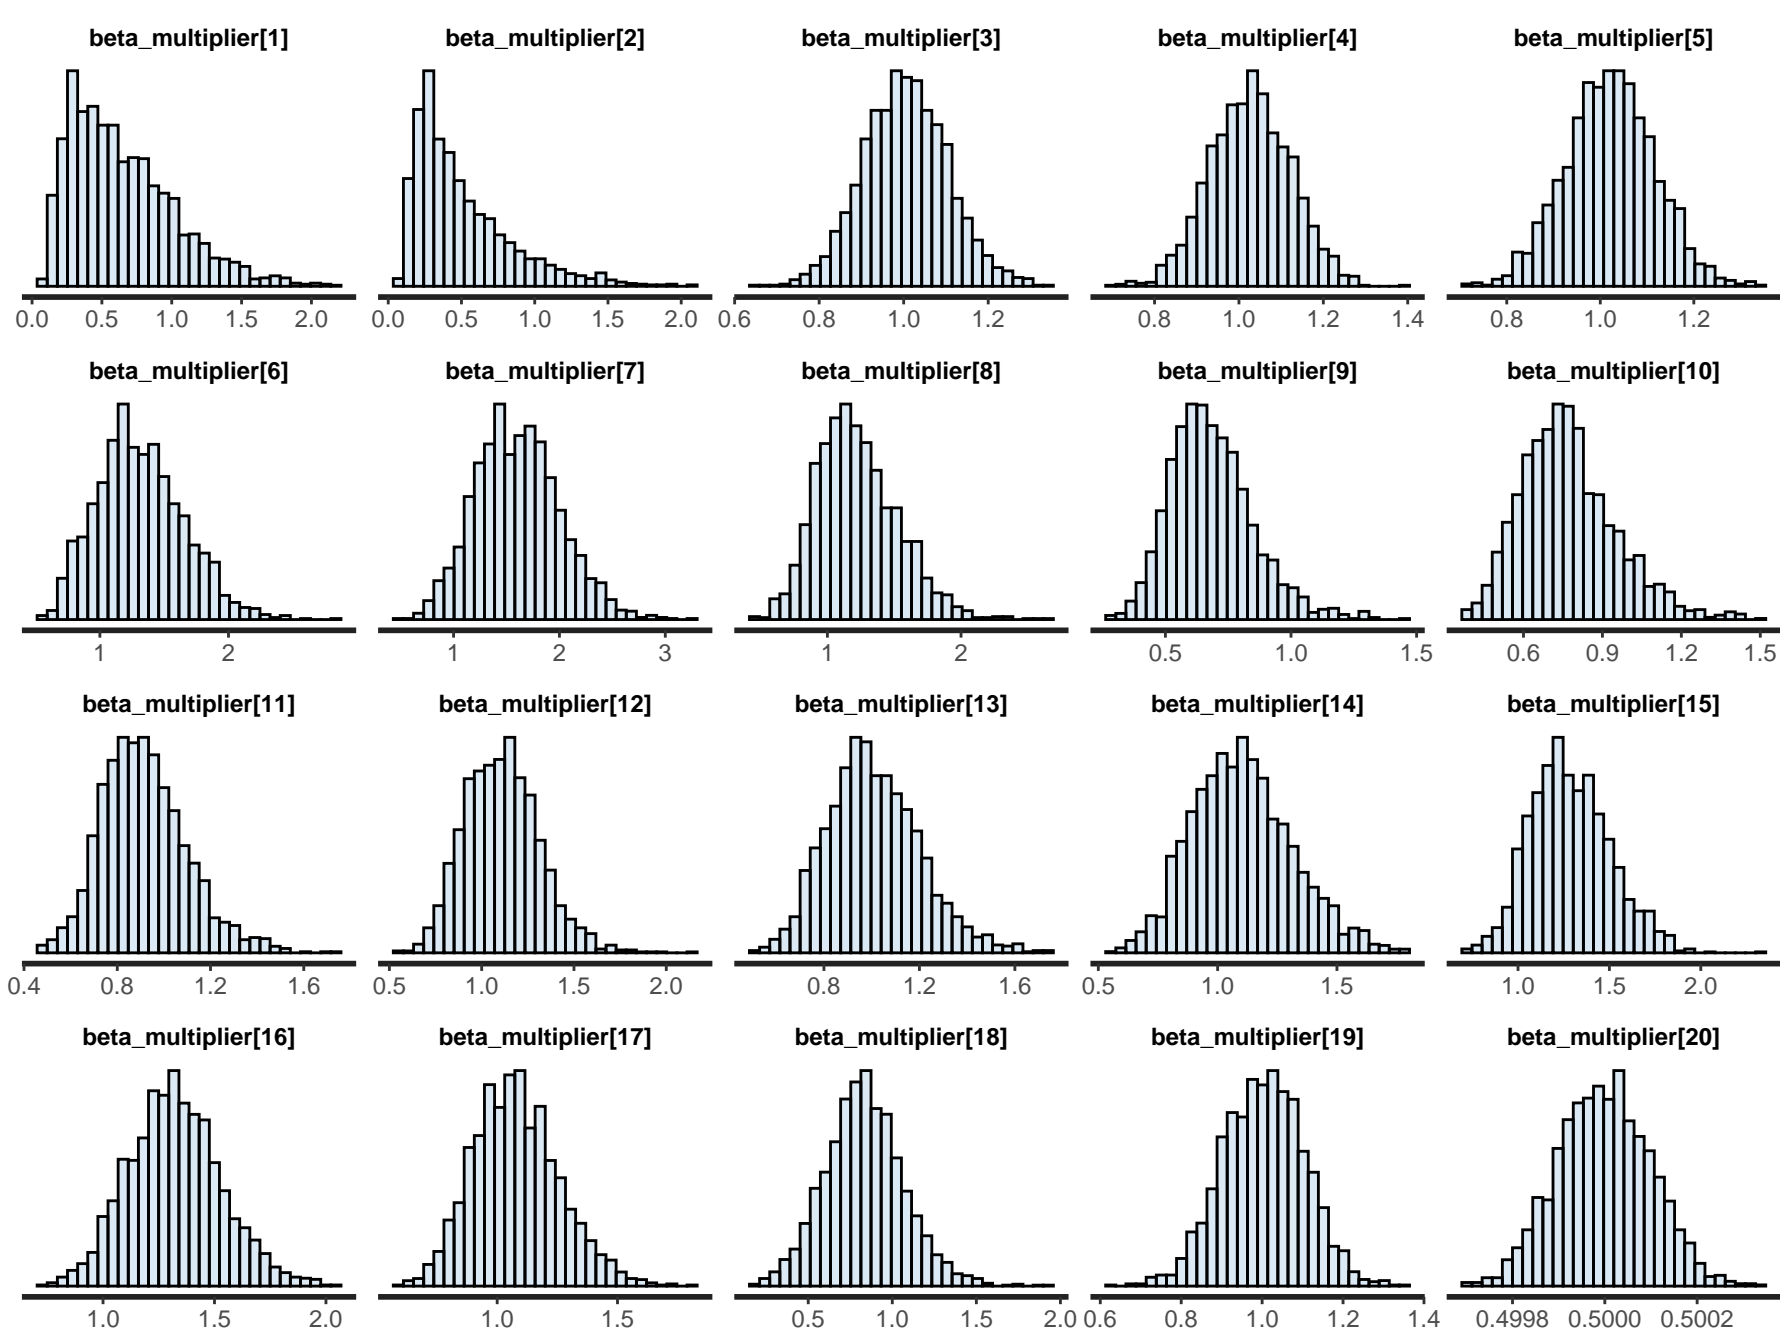 beta_multiplier[1] beta_multiplier[2] beta_multiplier[3] beta_multiplier[4] beta_multiplier[5]
0.0 0.5 1.0 1.5 2.0 0.0 0.5 1.0 1.5 2.0 0.6 0.8 1.0 1.2 0.8 1.0 1.2 1.4 0.8 1.0 1.2
beta_multiplier[6] beta_multiplier[7] beta_multiplier[8] beta_multiplier[9] beta_multiplier[10]
1 2 1 2 3 1 2 0.5 1.0 1.5 0.6 0.9 1.2 1.5
beta_multiplier[11] beta_multiplier[12] beta_multiplier[13] beta_multiplier[14] beta_multiplier[15]
0.4 0.8 1.2 1.6 0.5 1.0 1.5 2.0 0.8 1.2 1.6 0.5 1.0 1.5 1.0 1.5 2.0
beta_multiplier[16] beta_multiplier[17] beta_multiplier[18] beta_multiplier[19] beta_multiplier[20]
1.0 1.5 2.0 1.0 1.5 0.5 1.0 1.5 2.0 0.6 0.8 1.0 1.2 1.4 0.4998 0.5000 0.5002